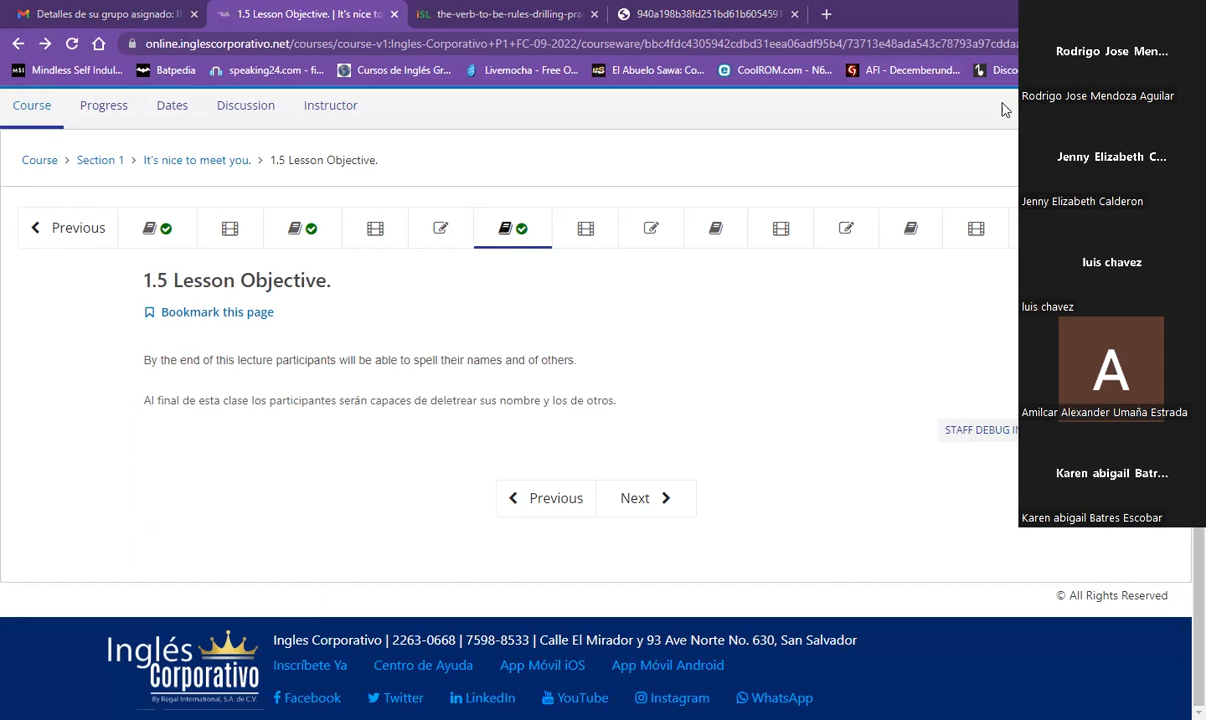 Detalles de su grupo asignado: I
1.5 Lesson Objective. | It's nice to
iSL the-verb-to-be-rules-drilling-pra
940a198b38fd251bd61b6054591
online.inglescorporativo.net/courses/course-v1:Ingles-Corporativo+P1+FC-09-2022/courseware/bbc4fdc4305942cdbd31eea06adf95b4/73713e48ada543c78793a97cddaa
Mindless Self Indul...
Batpedia
speaking24.com - fi...
Cursos de Inglés Gr...
Livemocha - Free O...
El Abuelo Sawa: Co...
CoolROM.com - N6...
AFI - Decemberund...
Disco
Course
Progress
Dates
Discussion
Instructor
Course > Section 1 > It's nice to meet you. > 1.5 Lesson Objective.
Previous
1.5 Lesson Objective.
Bookmark this page
By the end of this lecture participants will be able to spell their names and of others.
Al final de esta clase los participantes serán capaces de deletrear sus nombre y los de otros.
STAFF DEBUG IN
Previous
Next
© All Rights Reserved
Inglés
Corporativo
By Regal International, S.A. de C.V.
Ingles Corporativo | 2263-0668 | 7598-8533 | Calle El Mirador y 93 Ave Norte No. 630, San Salvador
Inscríbete Ya
Centro de Ayuda
App Móvil iOS
App Móvil Android
Facebook
Twitter
LinkedIn
YouTube
Instagram
WhatsApp
Rodrigo Jose Men...
Rodrigo Jose Mendoza Aguilar
Jenny Elizabeth C...
Jenny Elizabeth Calderon
luis chavez
luis chavez
A
Amilcar Alexander Umaña Estrada
Karen abigail Batr...
Karen abigail Batres Escobar